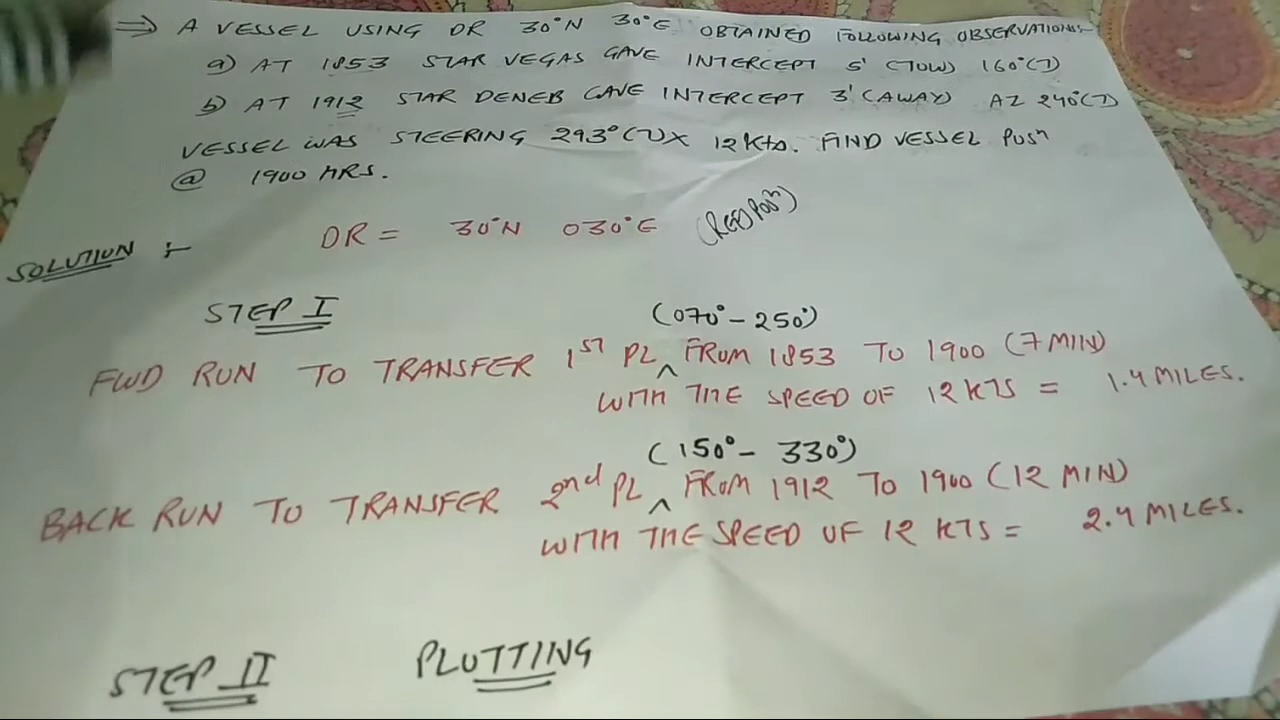 ⇒ A VESSEL USING DR 30°N 30°E OBTAINED FOLLOWING OBSERVATIONS:-
a) AT 1853 STAR VEGAS GAVE INTERCEPT 5' (TOW) 160°(T)
b) AT 1912 STAR DENEB GAVE INTERCEPT 3' (AWAY) AZ 240°(T)
VESSEL WAS STEERING 293°(T) X 12 Kts. FIND VESSEL POSn
@ 1900 HRS.
SOLUTION :- DR = 30°N 030°E (RED POSn)
STEP I
(070° - 250°)
FWD RUN TO TRANSFER 1ST PL ^ FROM 1853 TO 1900 (7 MIN)
WITH THE SPEED OF 12 KTS = 1.4 MILES.
(150° - 330°)
BACK RUN TO TRANSFER 2nd PL ^ FROM 1912 TO 1900 (12 MIN)
WITH THE SPEED OF 12 KTS = 2.4 MILES.
STEP II PLOTTING